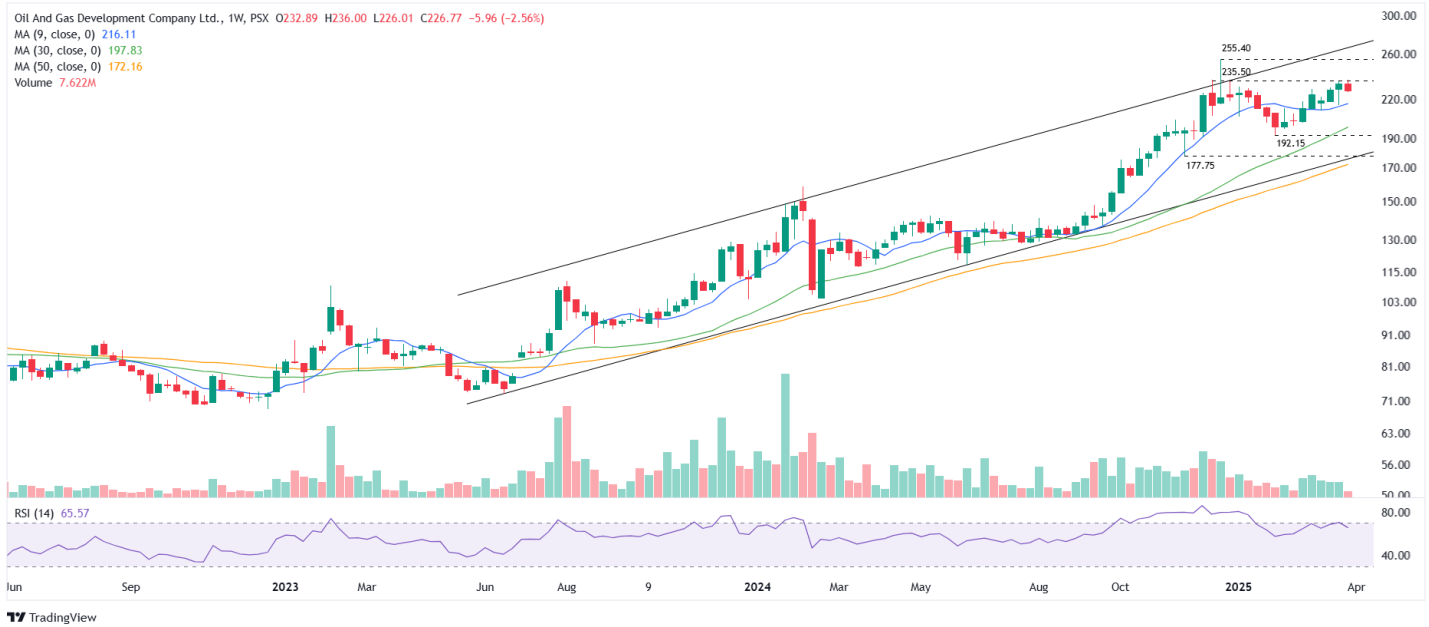 Oil And Gas Development Company Ltd., 1W, PSX O232.89 H236.00 L226.01 C226.77 −5.96 (−2.56%)
MA (9, close, 0) 216.11
MA (30, close, 0) 197.83
MA (50, close, 0) 172.16
Volume 7.622M
300.00
255.40
260.00
235.50
220.00
190.00
192.15
177.75
170.00
150.00
130.00
115.00
103.00
91.00
81.00
71.00
63.00
56.00
50.00
RSI (14) 65.57
80.00
40.00
Jun Sep 2023 Mar Jun Aug 9 2024 Mar May Aug Oct 2025 Apr
TradingView